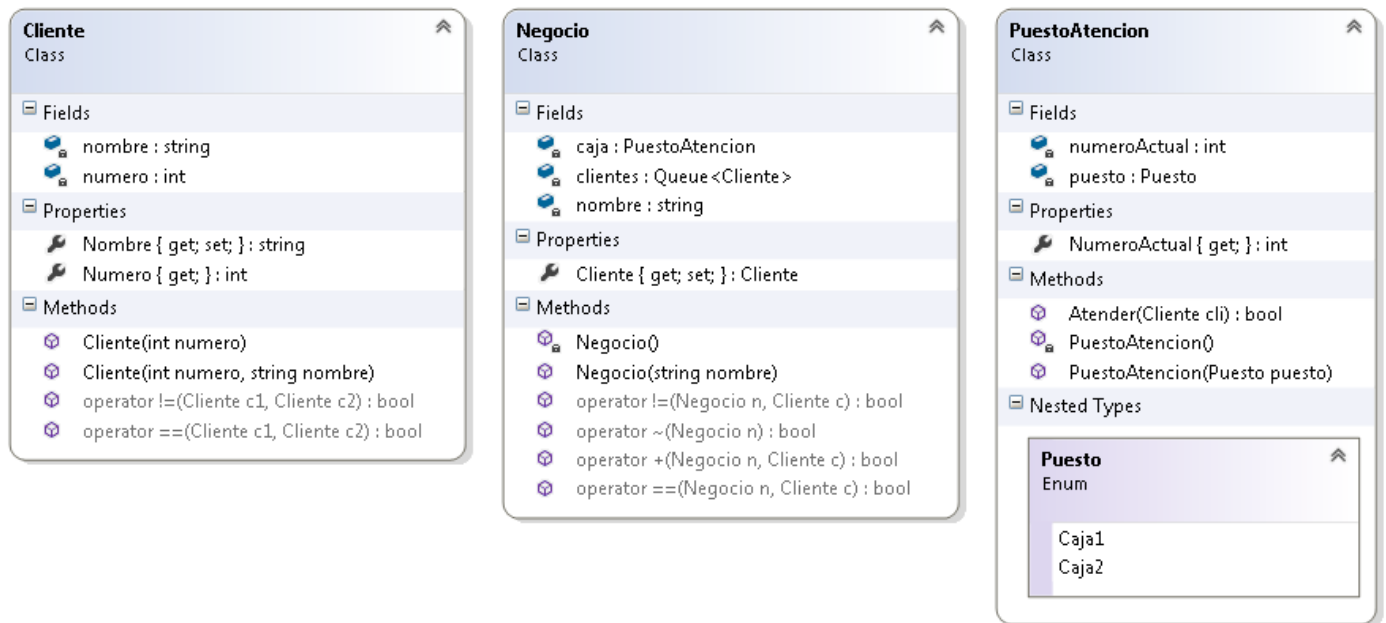 Cliente
Class
Fields
nombre : string
numero : int
Properties
Nombre { get; set; } : string
Numero { get; } : int
Methods
Cliente(int numero)
Cliente(int numero, string nombre)
operator !=(Cliente c1, Cliente c2) : bool
operator ==(Cliente c1, Cliente c2) : bool
Negocio
Class
Fields
caja : PuestoAtencion
clientes : Queue<Cliente>
nombre : string
Properties
Cliente { get; set; } : Cliente
Methods
Negocio()
Negocio(string nombre)
operator !=(Negocio n, Cliente c) : bool
operator ~(Negocio n) : bool
operator +(Negocio n, Cliente c) : bool
operator ==(Negocio n, Cliente c) : bool
PuestoAtencion
Class
Fields
numeroActual : int
puesto : Puesto
Properties
NumeroActual { get; } : int
Methods
Atender(Cliente cli) : bool
PuestoAtencion()
PuestoAtencion(Puesto puesto)
Nested Types
Puesto
Enum
Caja1
Caja2